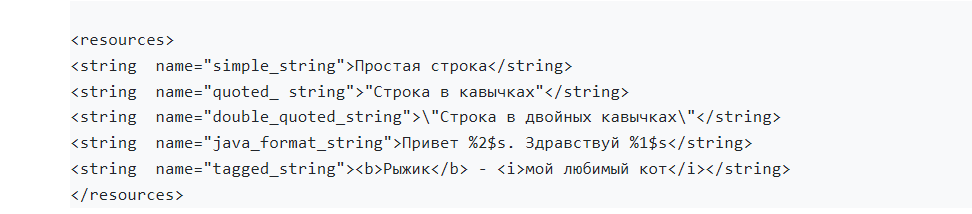 <resources>
<string  name="simple_string">Простая строка</string>
<string  name="quoted_ string">"Строка в кавычках"</string>
<string  name="double_quoted_string">\"Строка в двойных кавычках\"</string>
<string  name="java_format_string">Привет %2$s. Здравствуй %1$s</string>
<string  name="tagged_string"><b>Рыжик</b> - <i>мой любимый кот</i></string>
</resources>